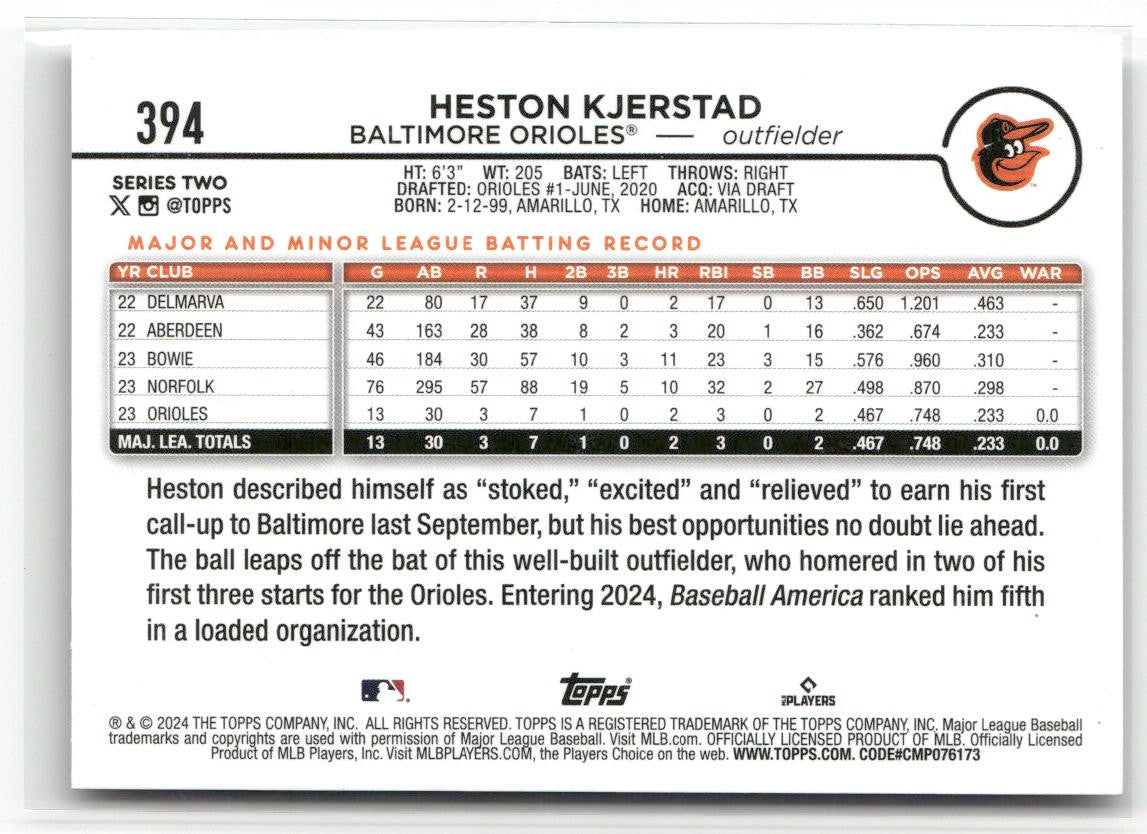 394
HESTON KJERSTAD
BALTIMORE ORIOLES® — outfielder
SERIES TWO
X @TOPPS
HT: 6'3" WT: 205 BATS: LEFT THROWS: RIGHT
DRAFTED: ORIOLES #1-JUNE, 2020 ACQ: VIA DRAFT
BORN: 2-12-99, AMARILLO, TX HOME: AMARILLO, TX
MAJOR AND MINOR LEAGUE BATTING RECORD
YR CLUB G AB R H 2B 3B HR RBI SB BB SLG OPS AVG WAR
22 DELMARVA 22 80 17 37 9 0 2 17 0 13 .650 1.201 .463 -
22 ABERDEEN 43 163 28 38 8 2 3 20 1 16 .362 .674 .233 -
23 BOWIE 46 184 30 57 10 3 11 23 3 15 .576 .960 .310 -
23 NORFOLK 76 295 57 88 19 5 10 32 2 27 .498 .870 .298 -
23 ORIOLES 13 30 3 7 1 0 2 3 0 2 .467 .748 .233 0.0
MAJ. LEA. TOTALS 13 30 3 7 1 0 2 3 0 2 .467 .748 .233 0.0
Heston described himself as “stoked,” “excited” and “relieved” to earn his first
call-up to Baltimore last September, but his best opportunities no doubt lie ahead.
The ball leaps off the bat of this well-built outfielder, who homered in two of his
first three starts for the Orioles. Entering 2024, Baseball America ranked him fifth
in a loaded organization.
Topps® PLAYERS
® & © 2024 THE TOPPS COMPANY, INC. ALL RIGHTS RESERVED. TOPPS IS A REGISTERED TRADEMARK OF THE TOPPS COMPANY, INC. Major League Baseball
trademarks and copyrights are used with permission of Major League Baseball. Visit MLB.com. OFFICIALLY LICENSED PRODUCT OF MLB. Officially Licensed
Product of MLB Players, Inc. Visit MLBPLAYERS.COM, the Players Choice on the web. WWW.TOPPS.COM. CODE#CMP076173